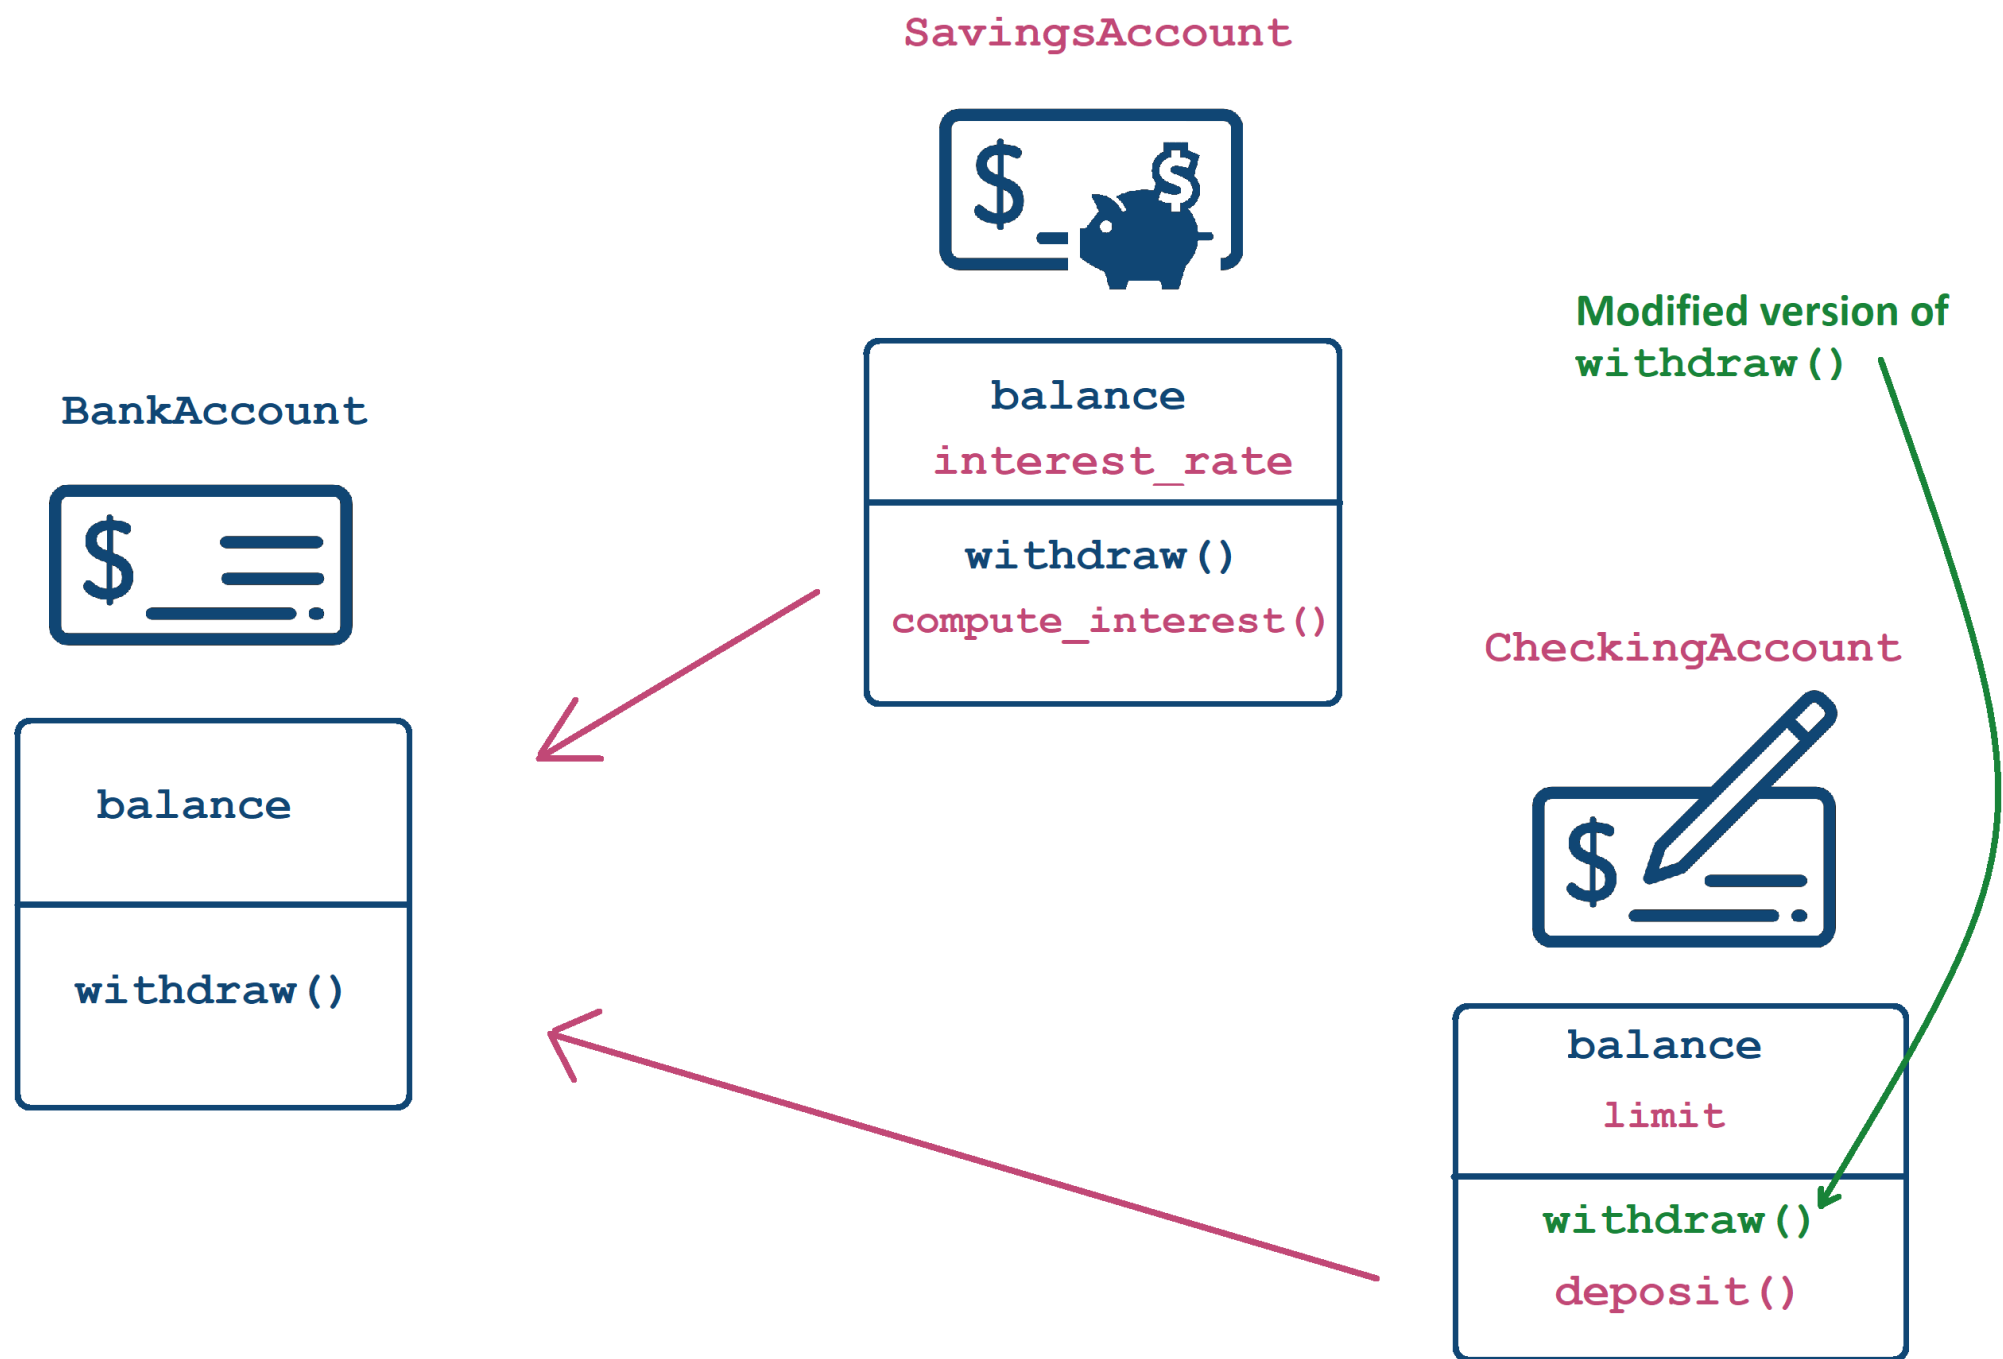 SavingsAccount
$
$
balance
interest_rate
withdraw()
compute_interest()
Modified version of
withdraw()
BankAccount
$
balance
withdraw()
CheckingAccount
$
balance
limit
withdraw()
deposit()